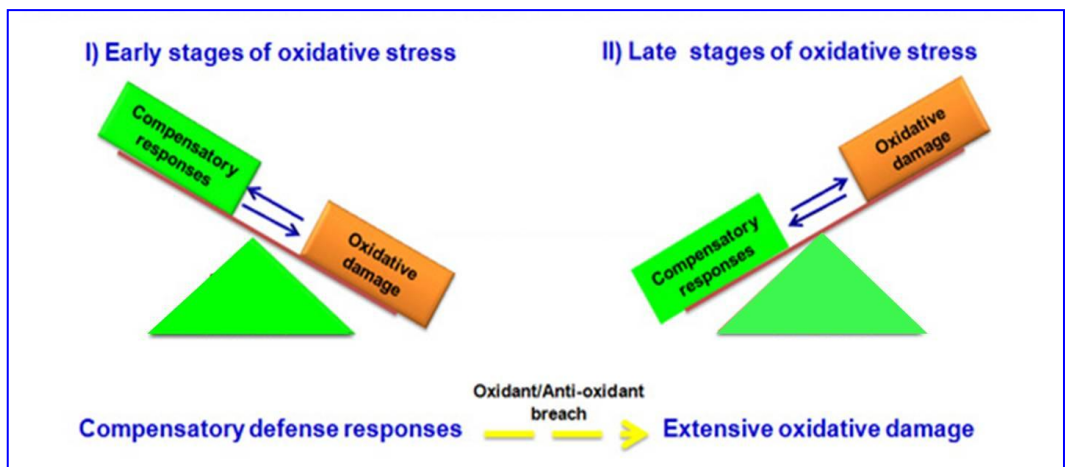 I) Early stages of oxidative stress
II) Late stages of oxidative stress
Compensatory
responses
Oxidative
damage
Oxidative
damage
Compensatory
responses
Oxidant/Anti-oxidant
breach
Compensatory defense responses
Extensive oxidative damage